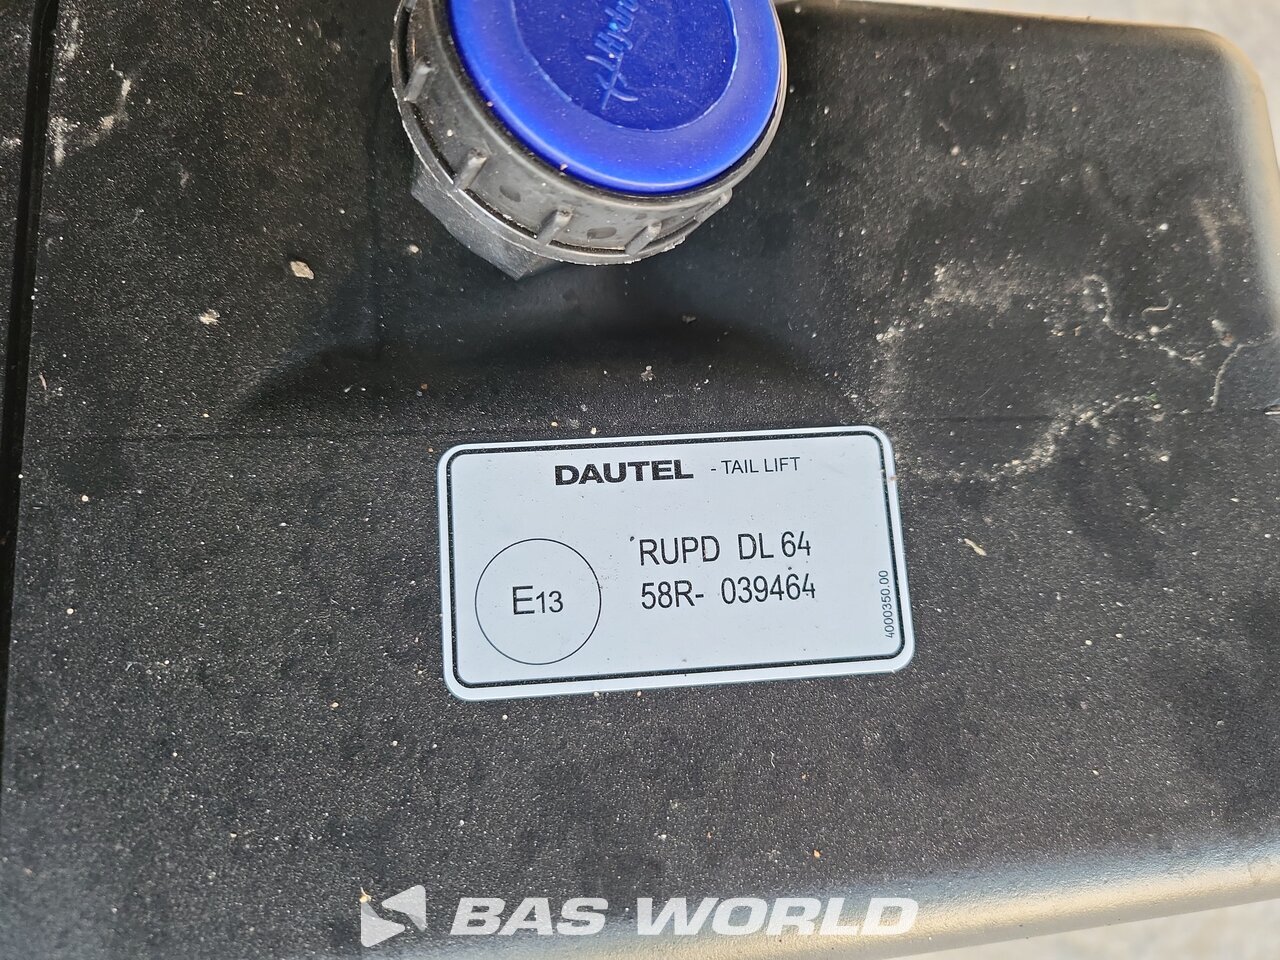 DAUTEL - TAIL LIFT
RUPD DL 64
E13
58R- 039464
4000350.00
BAS WORLD